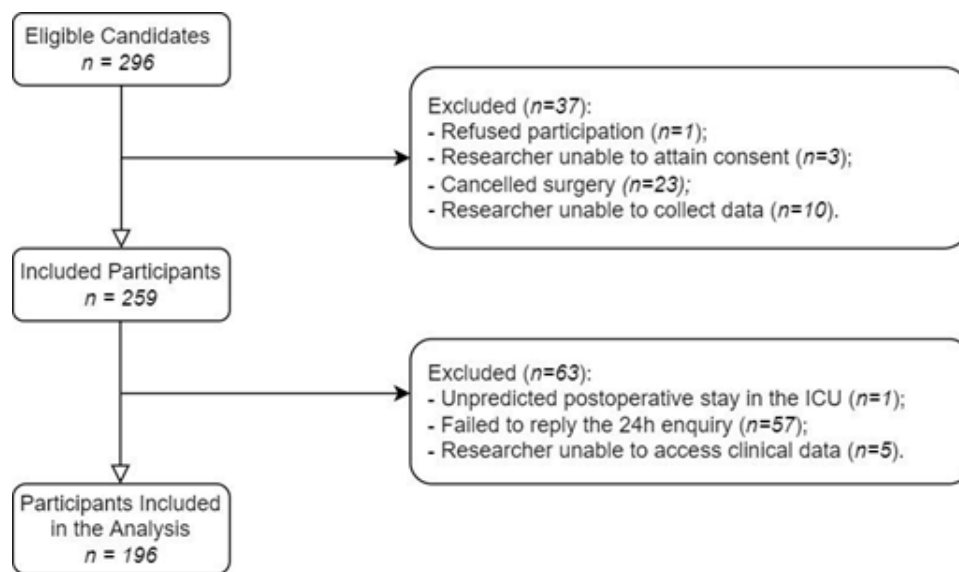 Eligible Candidates
n = 296
Excluded (n=37):
- Refused participation (n=1);
- Researcher unable to attain consent (n=3);
- Cancelled surgery (n=23);
- Researcher unable to collect data (n=10).
Included Participants
n = 259
Excluded (n=63):
- Unpredicted postoperative stay in the ICU (n=1);
- Failed to reply the 24h enquiry (n=57);
- Researcher unable to access clinical data (n=5).
Participants Included
in the Analysis
n = 196